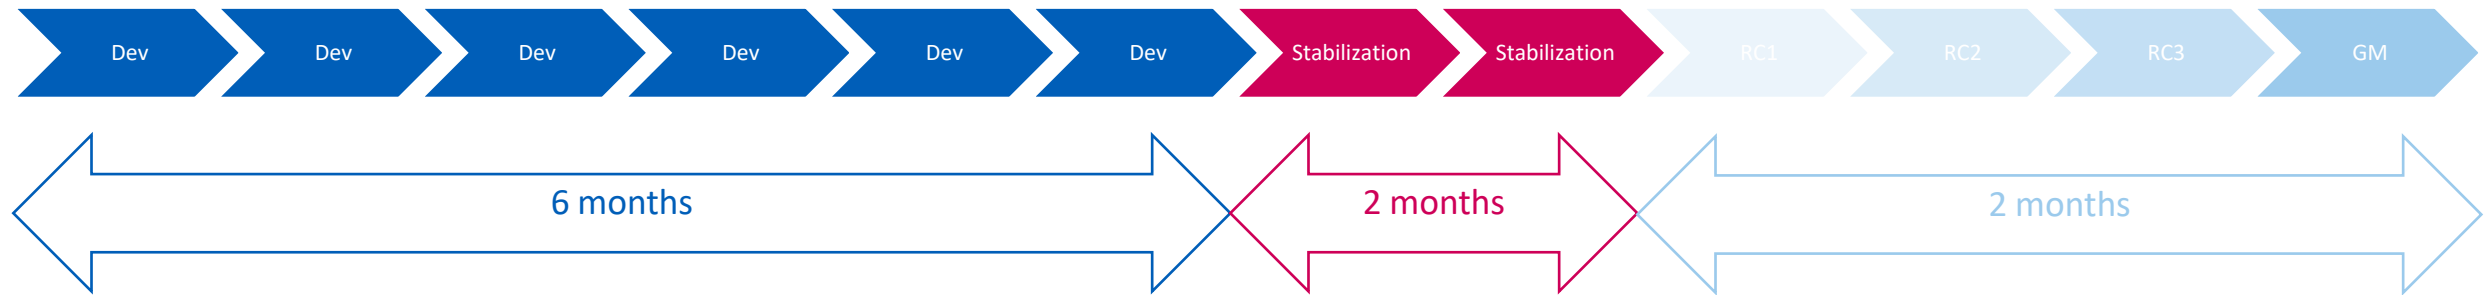 Dev Dev Dev Dev Dev Dev Stabilization Stabilization RC1 RC2 RC3 GM
6 months 2 months 2 months